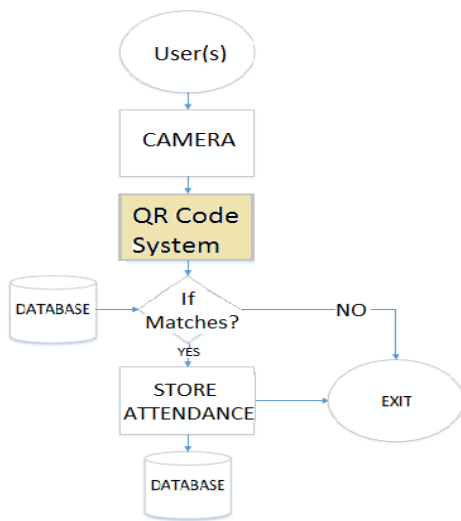 User(s)
CAMERA
QR Code
System
If
Matches?
DATABASE
NO
YES
STORE
ATTENDANCE
EXIT
DATABASE